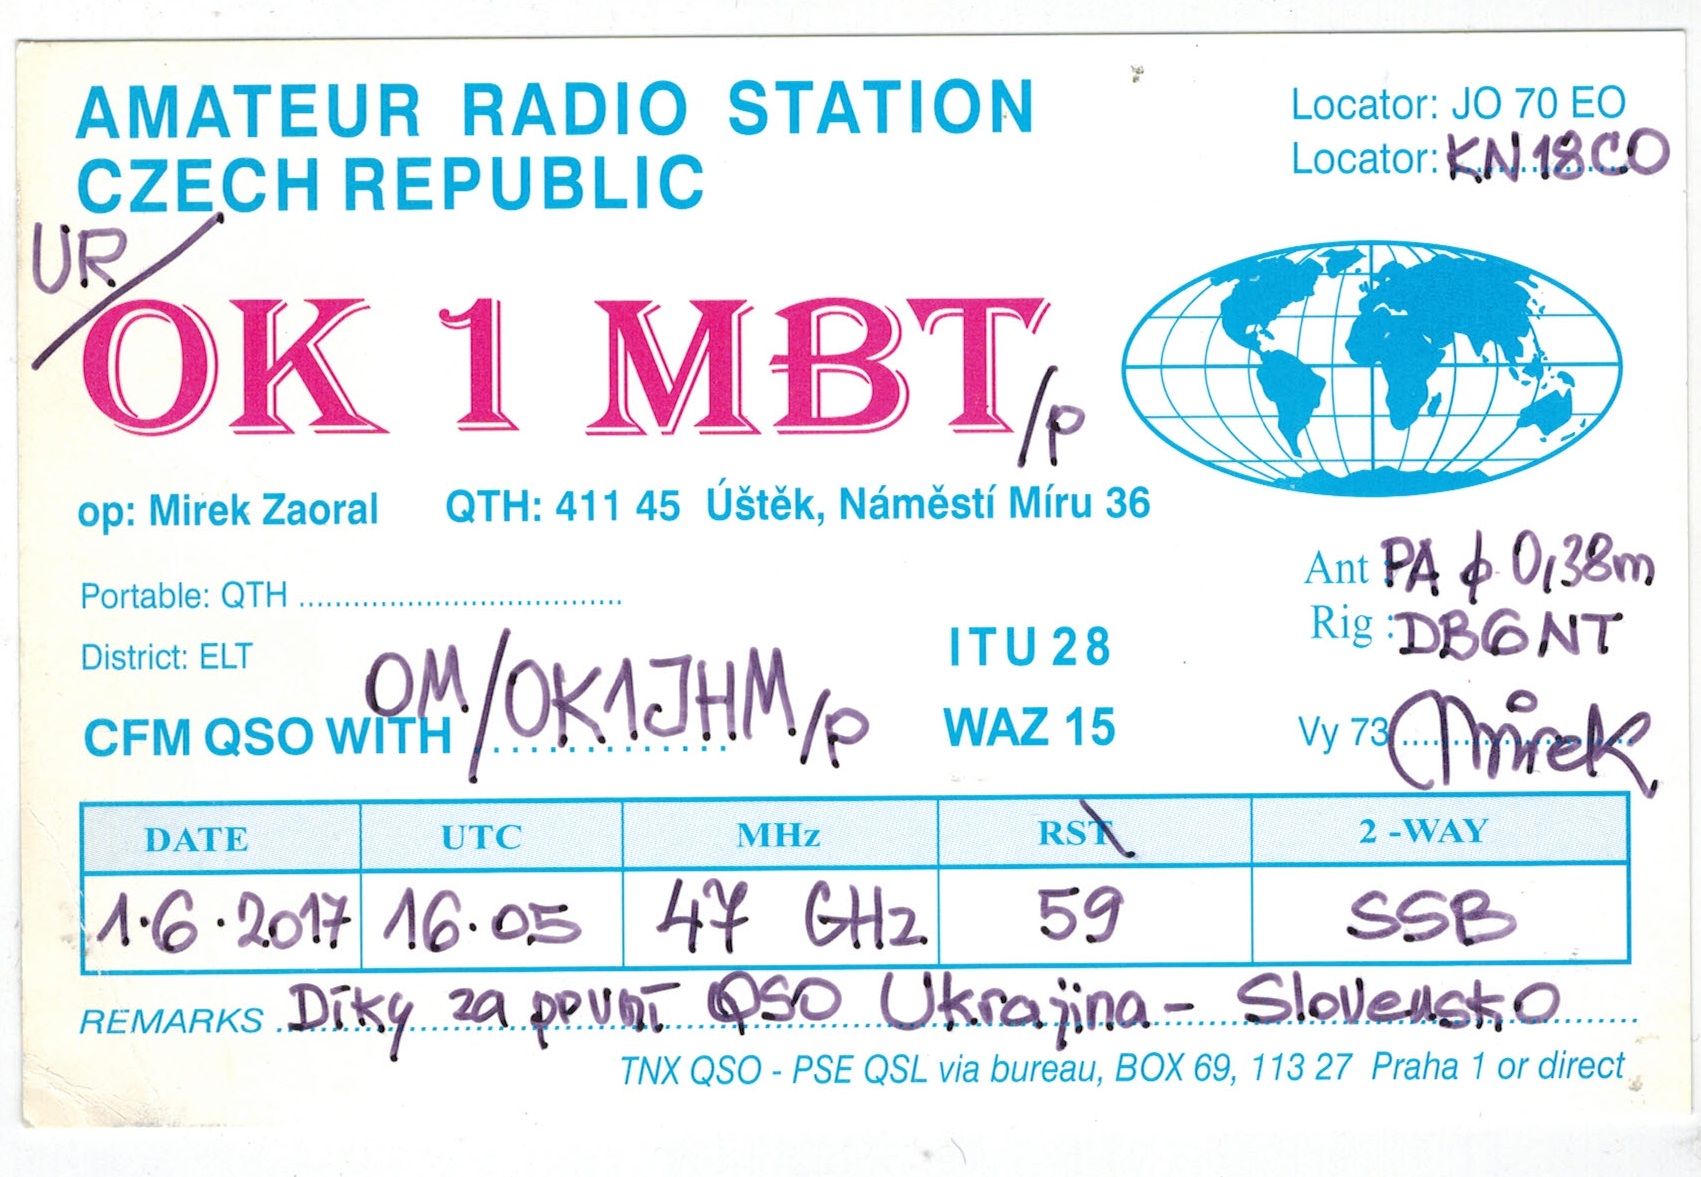 AMATEUR RADIO STATION
CZECH REPUBLIC
Locator: JO 70 EO
Locator: KN18CO
UR/OK 1 MBT/p
op: Mirek Zaoral QTH: 411 45 Úštěk, Náměstí Míru 36
Portable: QTH
Ant: PA ϕ 0,38m
Rig: DB6NT
District: ELT
ITU 28
CFM QSO WITH OM/OK1JHM/p
WAZ 15
Vy 73 Mirek
DATE UTC MHz RST 2 -WAY
1.6.2017 16.05 47 GHz 59 SSB
REMARKS Díky za první QSO Ukrajina - Slovensko
TNX QSO - PSE QSL via bureau, BOX 69, 113 27 Praha 1 or direct